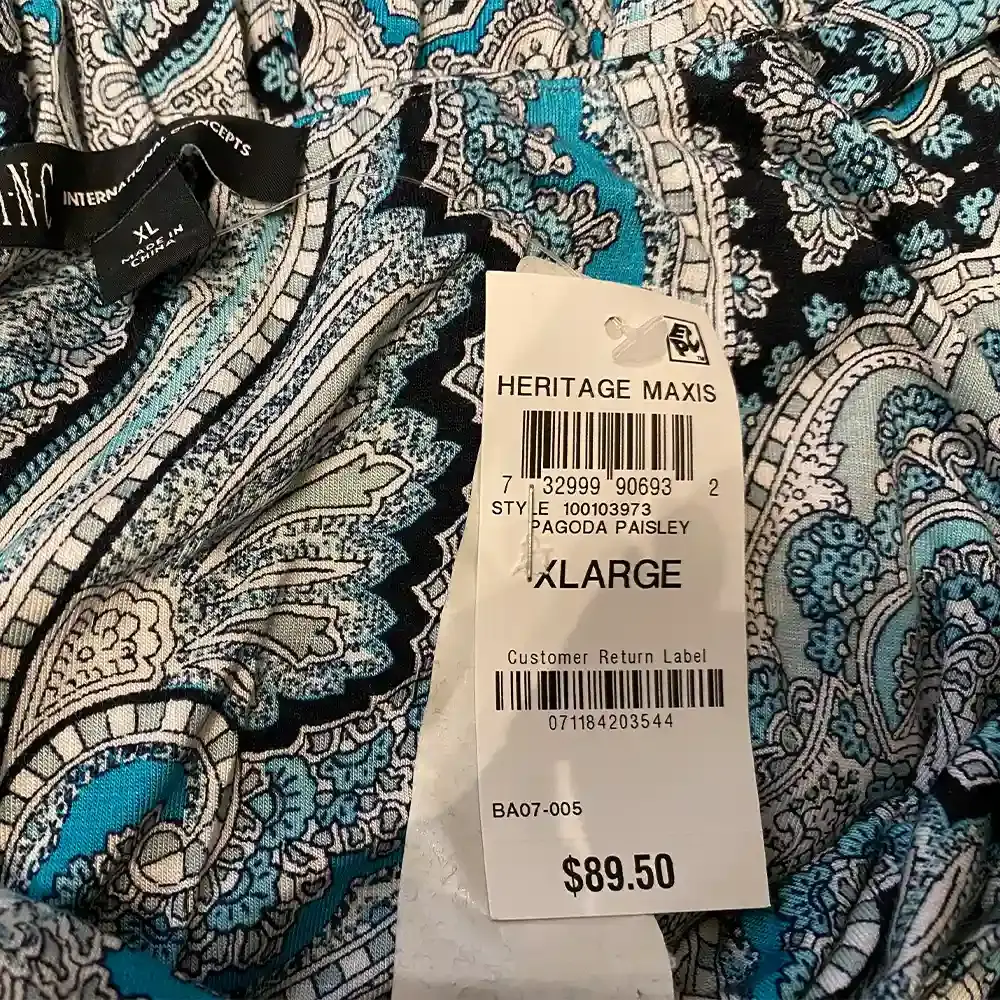 I·N·C INTERNATIONAL CONCEPTS
XL
MADE IN
CHINA
HERITAGE MAXIS
7 32999 90693 2
STYLE 100103973
PAGODA PAISLEY
XLARGE
Customer Return Label
071184203544
BA07-005
$89.50